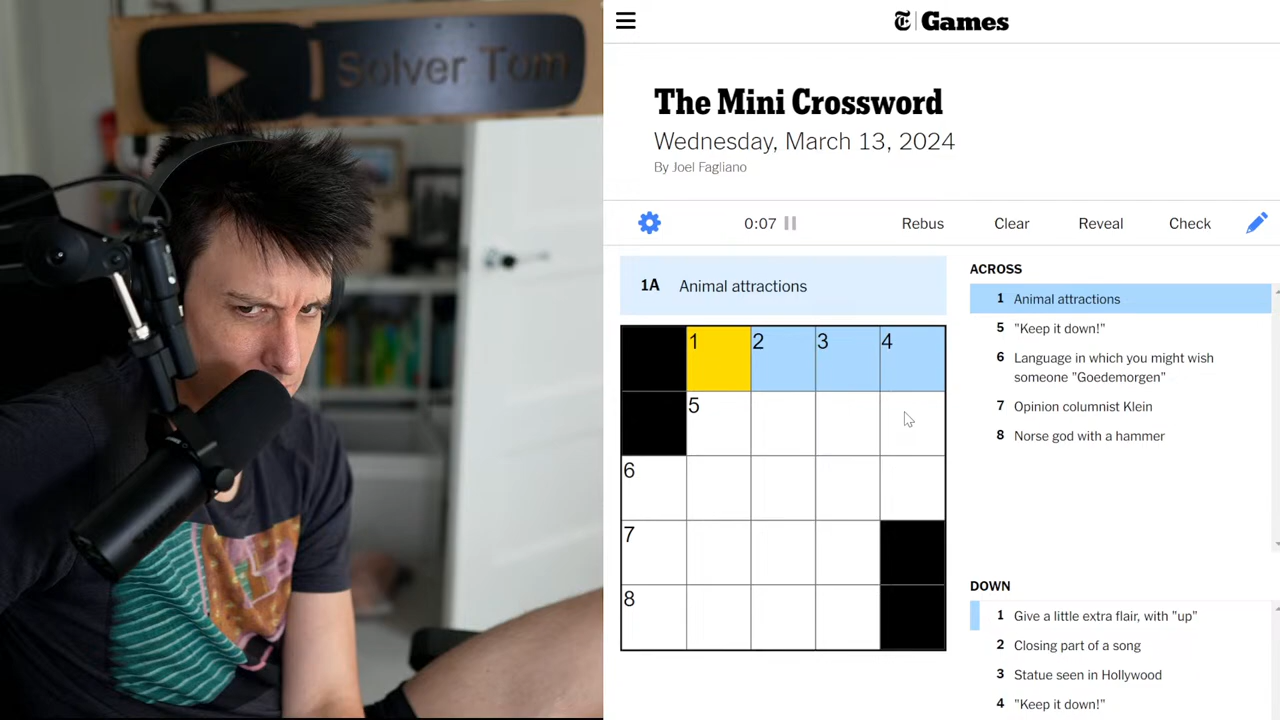 Solver Tom
Games
The Mini Crossword
Wednesday, March 13, 2024
By Joel Fagliano
0:07
Rebus
Clear
Reveal
Check
1A Animal attractions
1 2 3 4
5
6
7
8
ACROSS
1 Animal attractions
5 "Keep it down!"
6 Language in which you might wish
someone "Goedemorgen"
7 Opinion columnist Klein
8 Norse god with a hammer
DOWN
1 Give a little extra flair, with "up"
2 Closing part of a song
3 Statue seen in Hollywood
4 "Keep it down!"